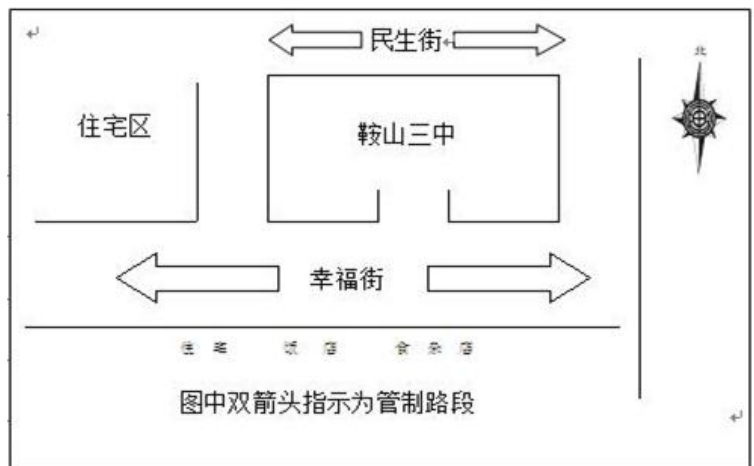 民生街
北
住宅区
鞍山三中
幸福街
住宅 饭店 食杂店
图中双箭头指示为管制路段